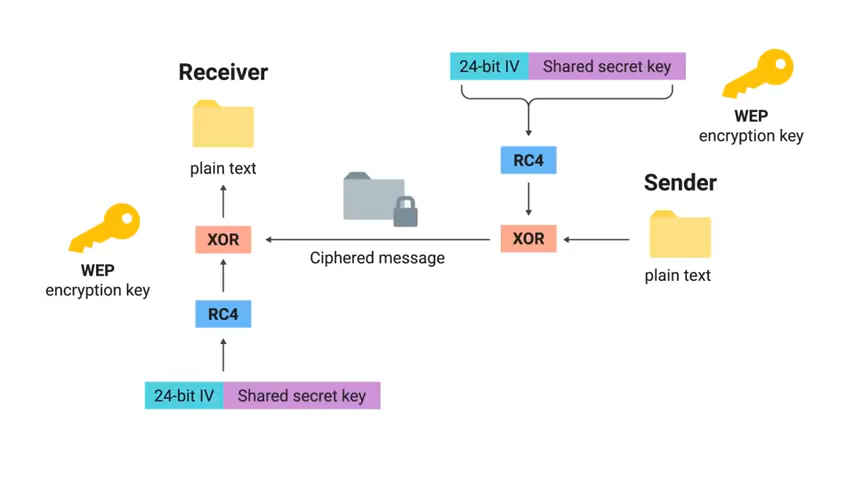 Receiver
24-bit IV Shared secret key
WEP
encryption key
plain text
RC4
Sender
WEP
encryption key
XOR
Ciphered message
XOR
plain text
RC4
24-bit IV Shared secret key